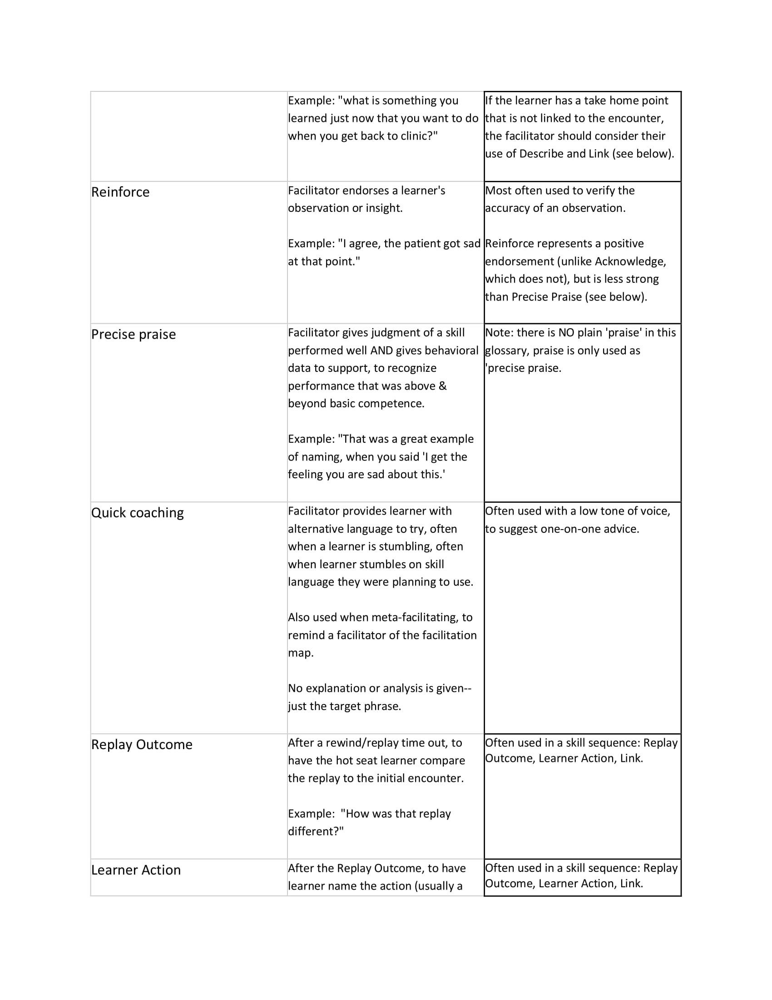 Example: "what is something you
learned just now that you want to do
when you get back to clinic?"
If the learner has a take home point
that is not linked to the encounter,
the facilitator should consider their
use of Describe and Link (see below).
Reinforce
Facilitator endorses a learner's
observation or insight.
Example: "I agree, the patient got sad
at that point."
Most often used to verify the
accuracy of an observation.
Reinforce represents a positive
endorsement (unlike Acknowledge,
which does not), but is less strong
than Precise Praise (see below).
Precise praise
Facilitator gives judgment of a skill
performed well AND gives behavioral
data to support, to recognize
performance that was above &
beyond basic competence.
Example: "That was a great example
of naming, when you said 'I get the
feeling you are sad about this.'
Note: there is NO plain 'praise' in this
glossary, praise is only used as
'precise praise.
Quick coaching
Facilitator provides learner with
alternative language to try, often
when a learner is stumbling, often
when learner stumbles on skill
language they were planning to use.
Also used when meta-facilitating, to
remind a facilitator of the facilitation
map.
No explanation or analysis is given--
just the target phrase.
Often used with a low tone of voice,
to suggest one-on-one advice.
Replay Outcome
After a rewind/replay time out, to
have the hot seat learner compare
the replay to the initial encounter.
Example:  "How was that replay
different?"
Often used in a skill sequence: Replay
Outcome, Learner Action, Link.
Learner Action
After the Replay Outcome, to have
learner name the action (usually a
Often used in a skill sequence: Replay
Outcome, Learner Action, Link.